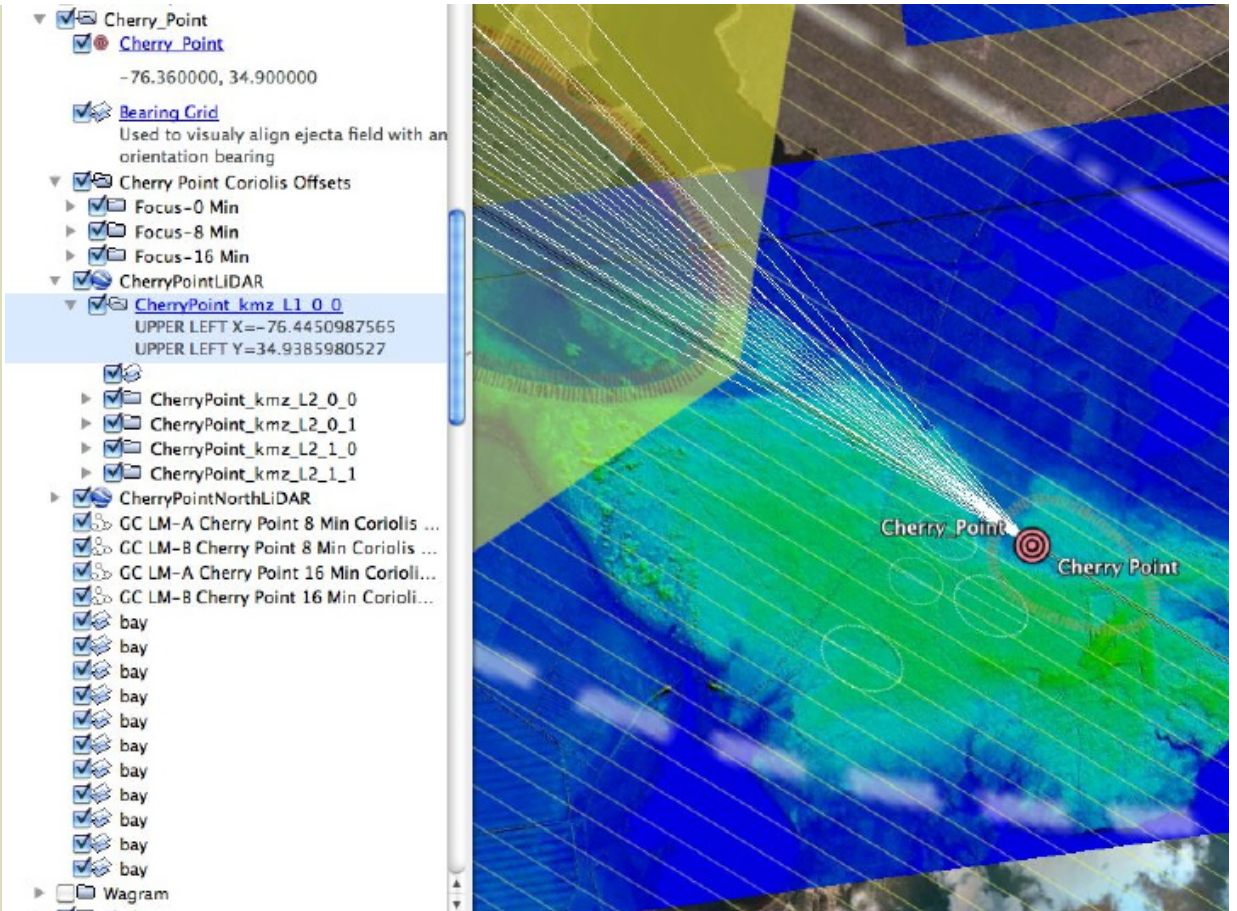 Cherry_Point
Cherry Point
-76.360000, 34.900000
Bearing Grid
Used to visualy align ejecta field with an
orientation bearing
Cherry Point Coriolis Offsets
Focus-0 Min
Focus-8 Min
Focus-16 Min
CherryPointLiDAR
CherryPoint_kmz_L1_0_0
UPPER LEFT X=-76.4450987565
UPPER LEFT Y=34.9385980527
CherryPoint_kmz_L2_0_0
CherryPoint_kmz_L2_0_1
CherryPoint_kmz_L2_1_0
CherryPoint_kmz_L2_1_1
CherryPointNorthLiDAR
GC LM-A Cherry Point 8 Min Coriolis ...
GC LM-B Cherry Point 8 Min Coriolis ...
GC LM-A Cherry Point 16 Min Corioli...
GC LM-B Cherry Point 16 Min Corioli...
bay
bay
bay
bay
bay
bay
bay
bay
bay
bay
bay
Wagram
Cherry_Point
Cherry Point